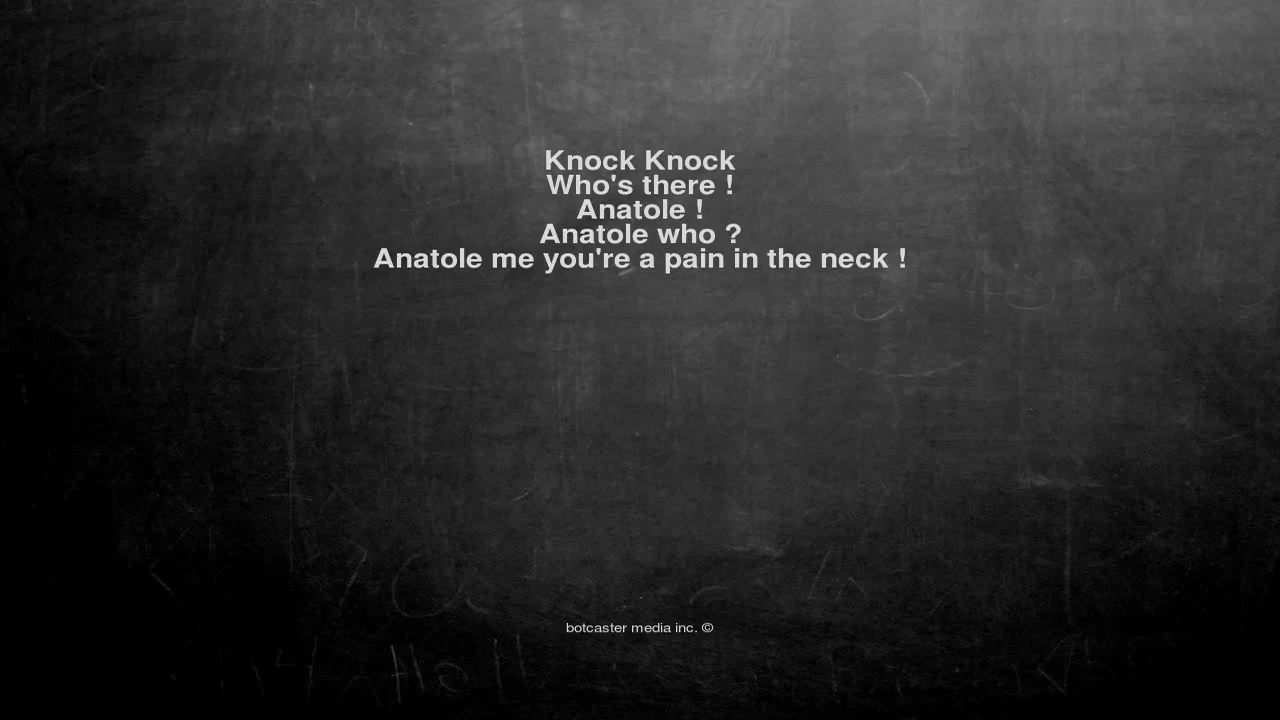 Knock Knock
Who's there !
Anatole !
Anatole who ?
Anatole me you're a pain in the neck !
botcaster media inc. ©